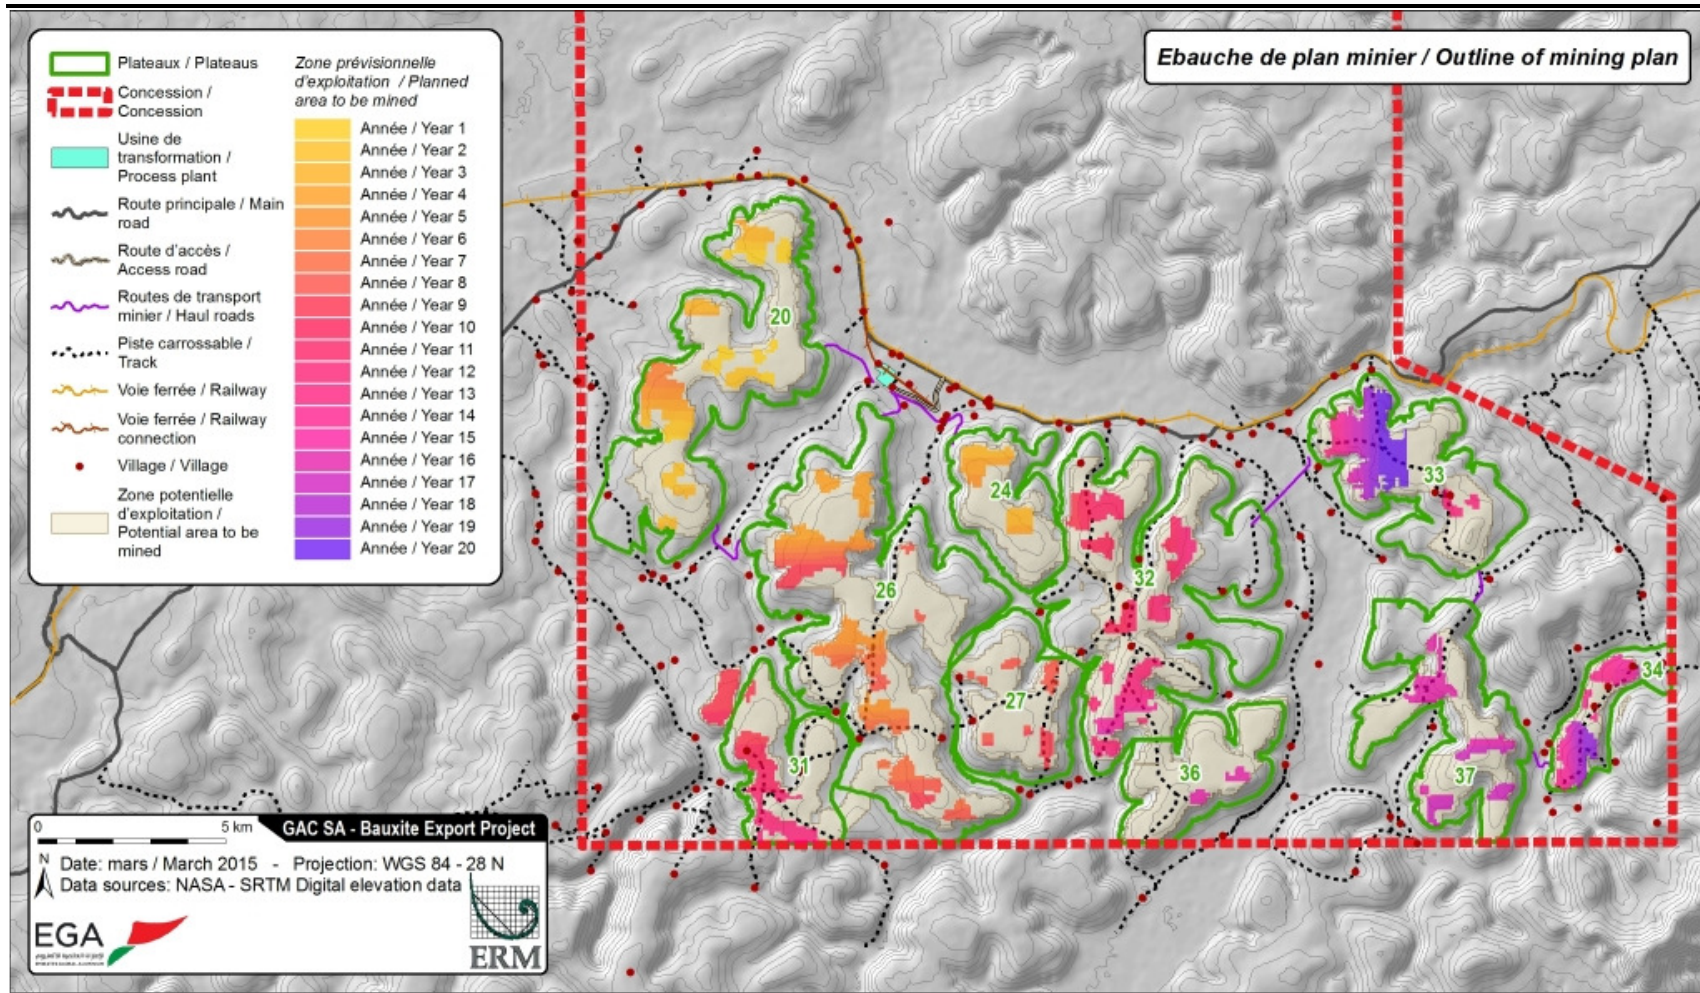 Ebauche de plan minier / Outline of mining plan
Plateaux / Plateaus
Concession /
Concession
Usine de
transformation /
Process plant
Route principale / Main
road
Route d'accès /
Access road
Routes de transport
minier / Haul roads
Piste carrossable /
Track
Voie ferrée / Railway
Voie ferrée / Railway
connection
Village / Village
Zone potentielle
d'exploitation /
Potential area to be
mined
Zone prévisionnelle
d'exploitation / Planned
area to be mined
Année / Year 1
Année / Year 2
Année / Year 3
Année / Year 4
Année / Year 5
Année / Year 6
Année / Year 7
Année / Year 8
Année / Year 9
Année / Year 10
Année / Year 11
Année / Year 12
Année / Year 13
Année / Year 14
Année / Year 15
Année / Year 16
Année / Year 17
Année / Year 18
Année / Year 19
Année / Year 20
20
24
33
32
26
34
27
31
36
37
0 5 km
GAC SA - Bauxite Export Project
N
Date: mars / March 2015 - Projection: WGS 84 - 28 N
Data sources: NASA - SRTM Digital elevation data
EGA
ERM